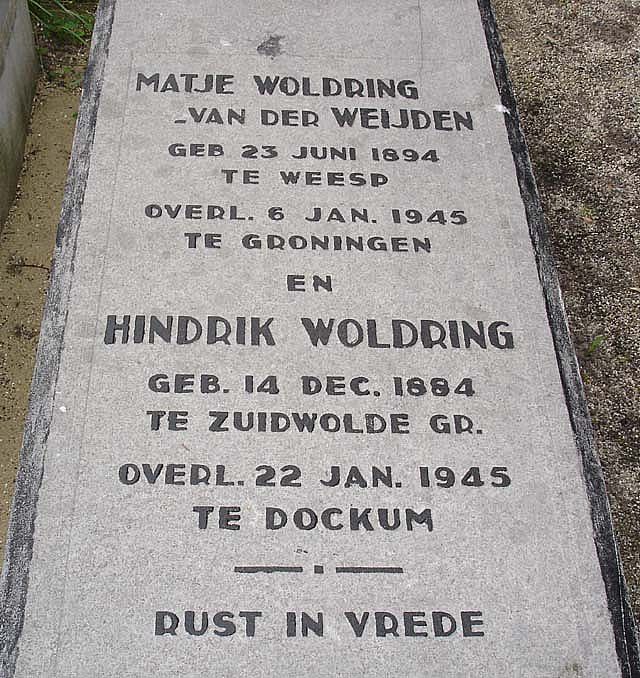 MATJE WOLDRING
-VAN DER WEIJDEN
GEB 23 JUNI 1894
TE WEESP
OVERL. 6 JAN. 1945
TE GRONINGEN
EN
HINDRIK WOLDRING
GEB. 14 DEC. 1884
TE ZUIDWOLDE GR.
OVERL. 22 JAN. 1945
TE DOCKUM
RUST IN VREDE